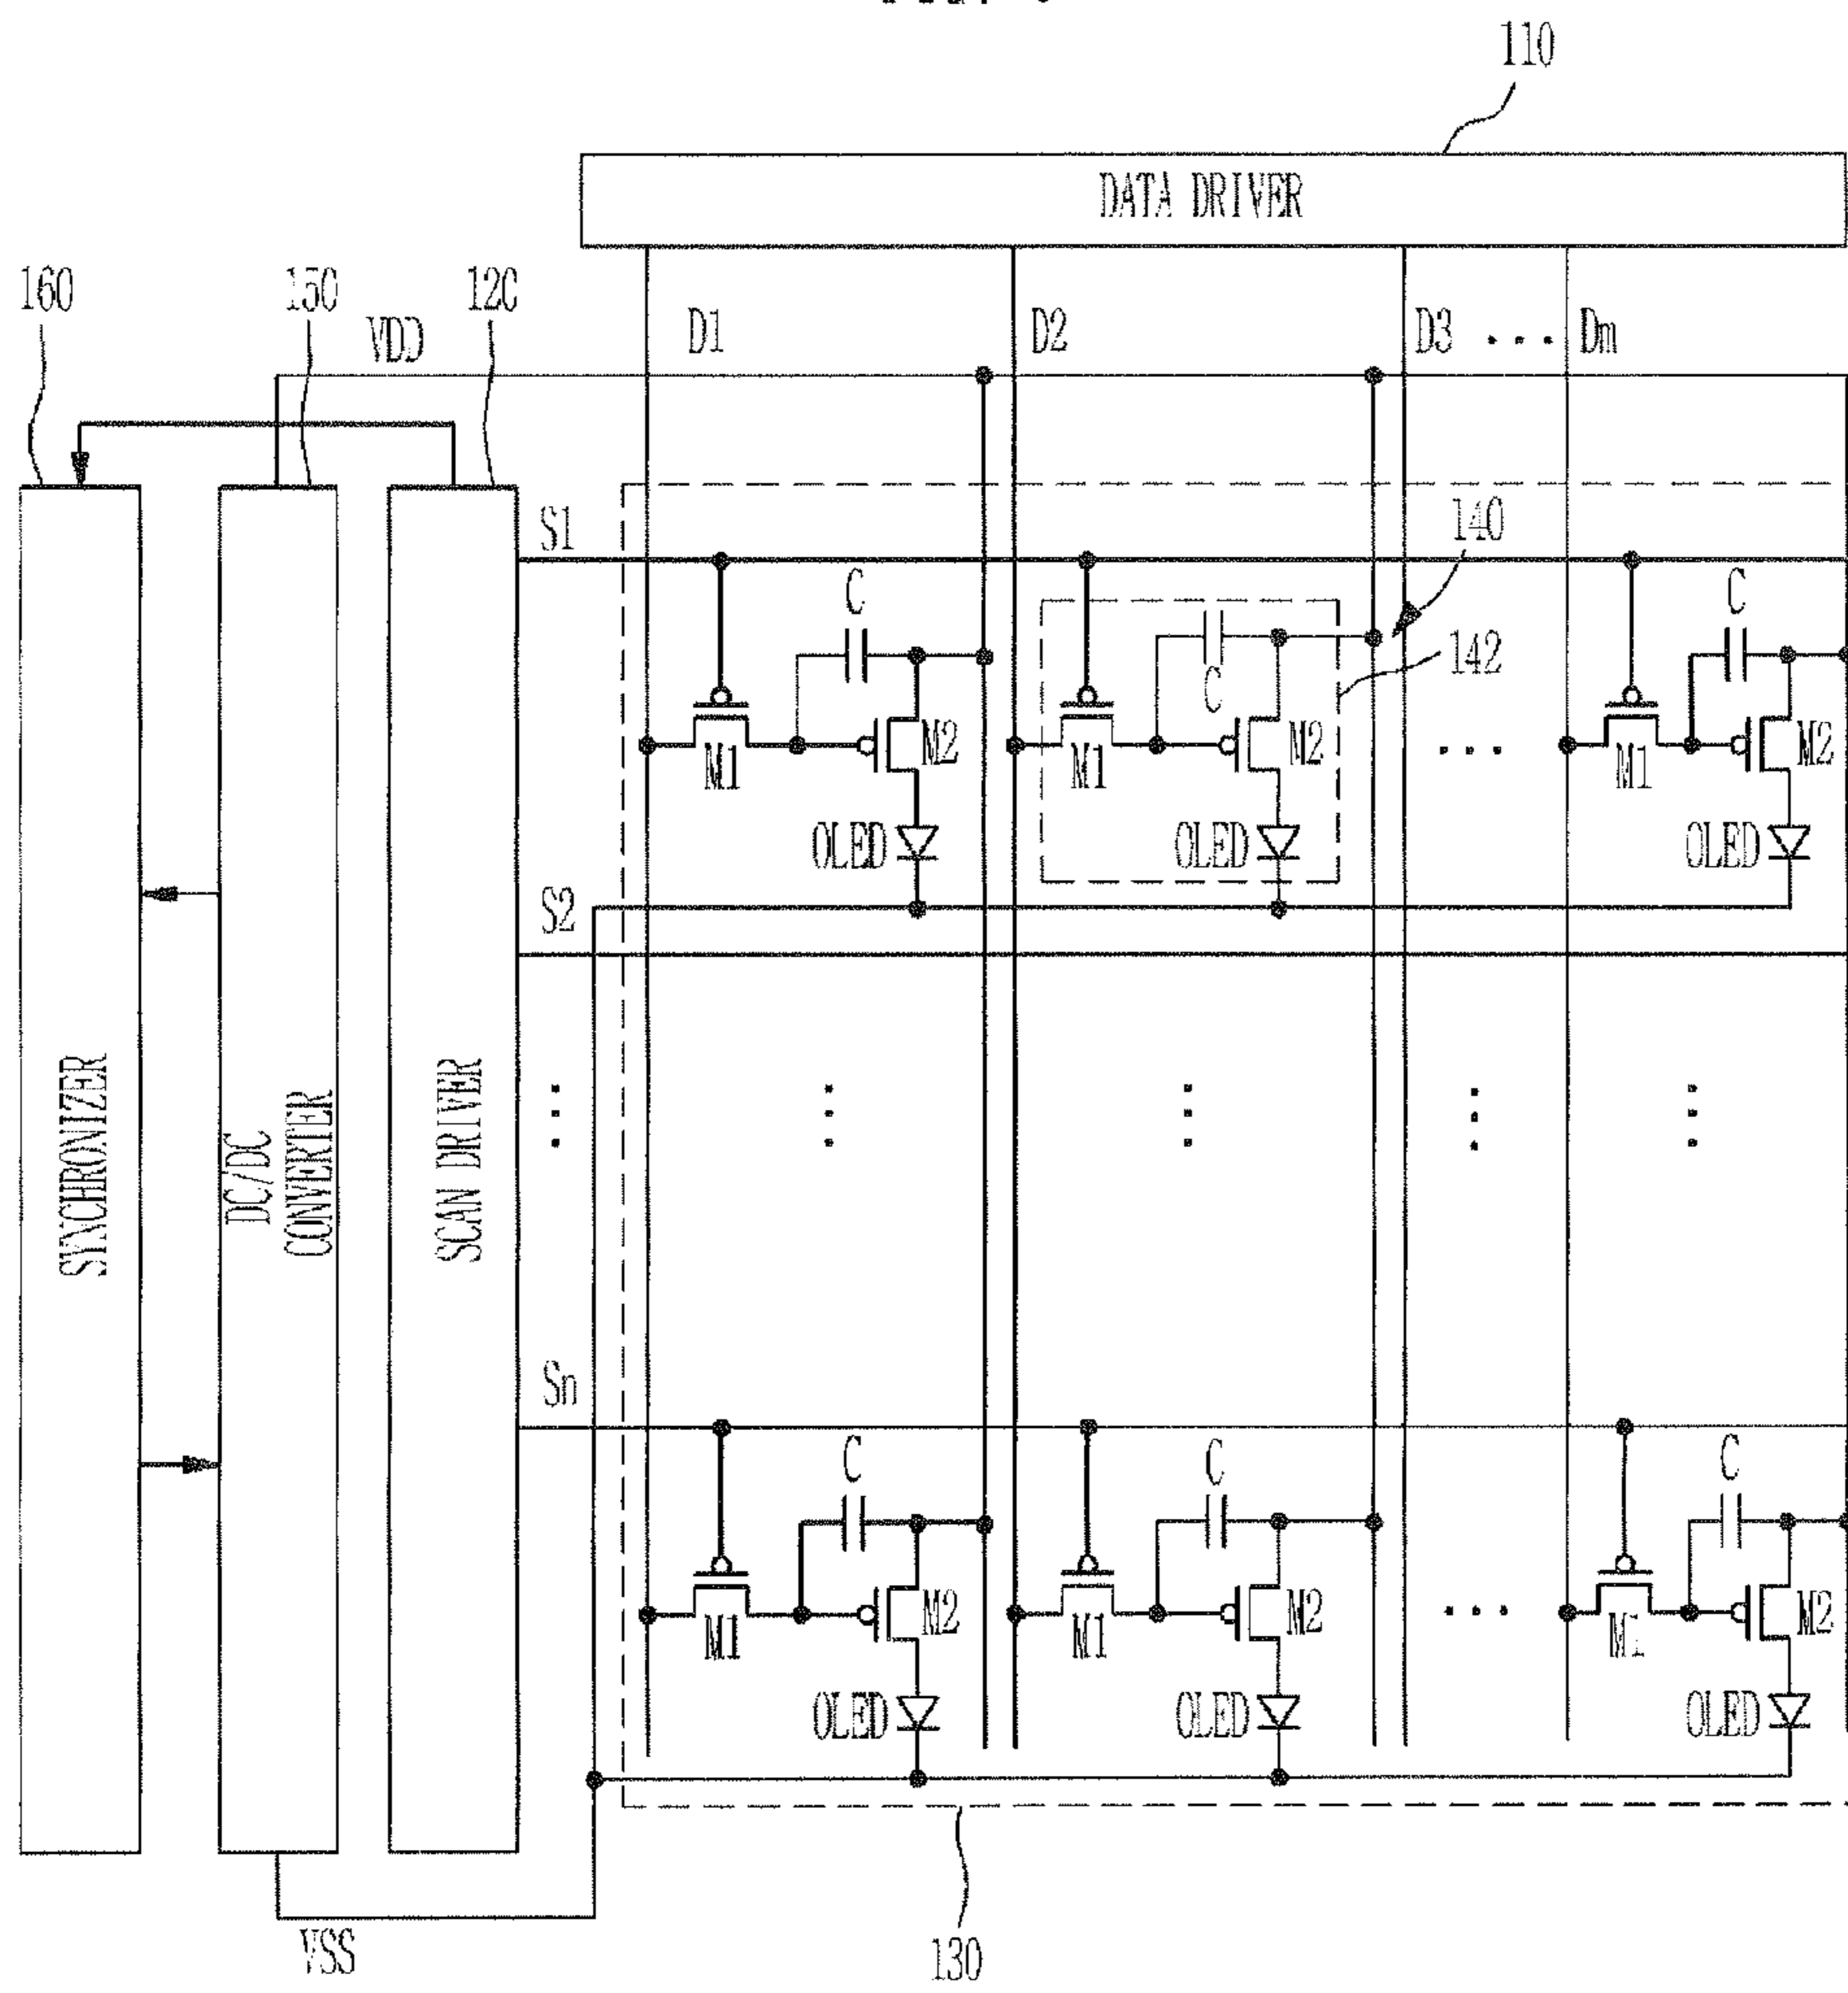 110
DATA DRIVER
160
150
120
VDD
D1
D2
D3 ... Dm
S1
140
C
C
C
142
C
M1
M2
M1
M2
...
M1
M2
OLED
OLED
OLED
S2
SYNCHRONIZER
DC/DC
CONVERTER
SCAN DRIVER
Sn
C
C
C
M1
M2
M1
M2
...
M1
M2
OLED
OLED
OLED
VSS
130